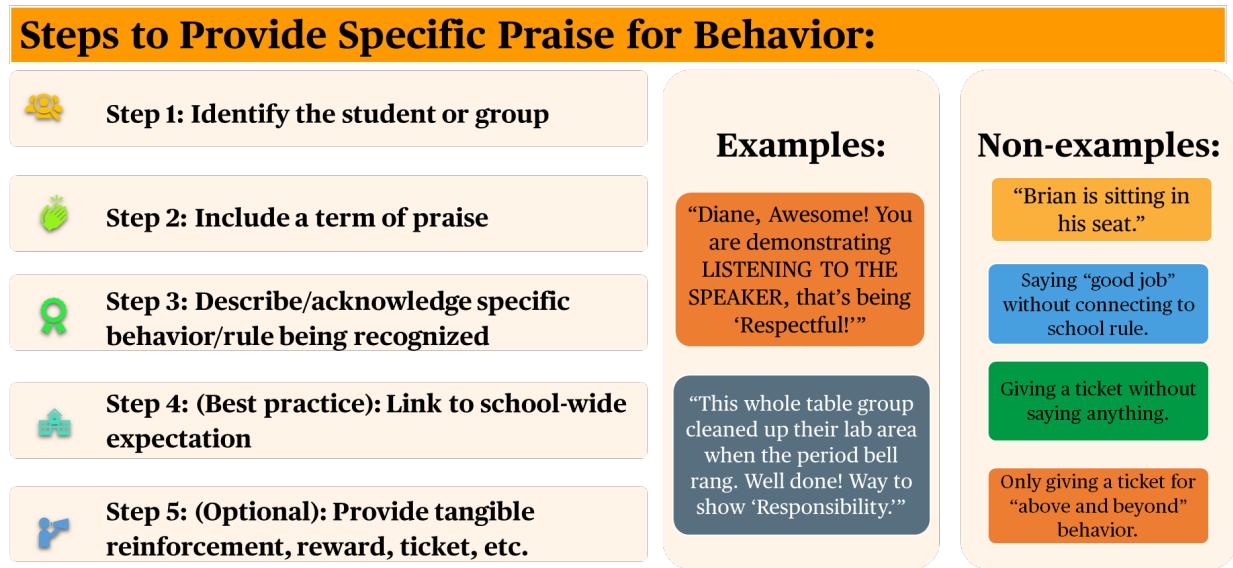 Steps to Provide Specific Praise for Behavior:
Step 1: Identify the student or group
Step 2: Include a term of praise
Step 3: Describe/acknowledge specific
behavior/rule being recognized
Step 4: (Best practice): Link to school-wide
expectation
Step 5: (Optional): Provide tangible
reinforcement, reward, ticket, etc.
Examples:
“Diane, Awesome! You
are demonstrating
LISTENING TO THE
SPEAKER, that’s being
‘Respectful!’”
“This whole table group
cleaned up their lab area
when the period bell
rang. Well done! Way to
show ‘Responsibility.’”
Non-examples:
“Brian is sitting in
his seat.”
Saying “good job”
without connecting to
school rule.
Giving a ticket without
saying anything.
Only giving a ticket for
“above and beyond”
behavior.